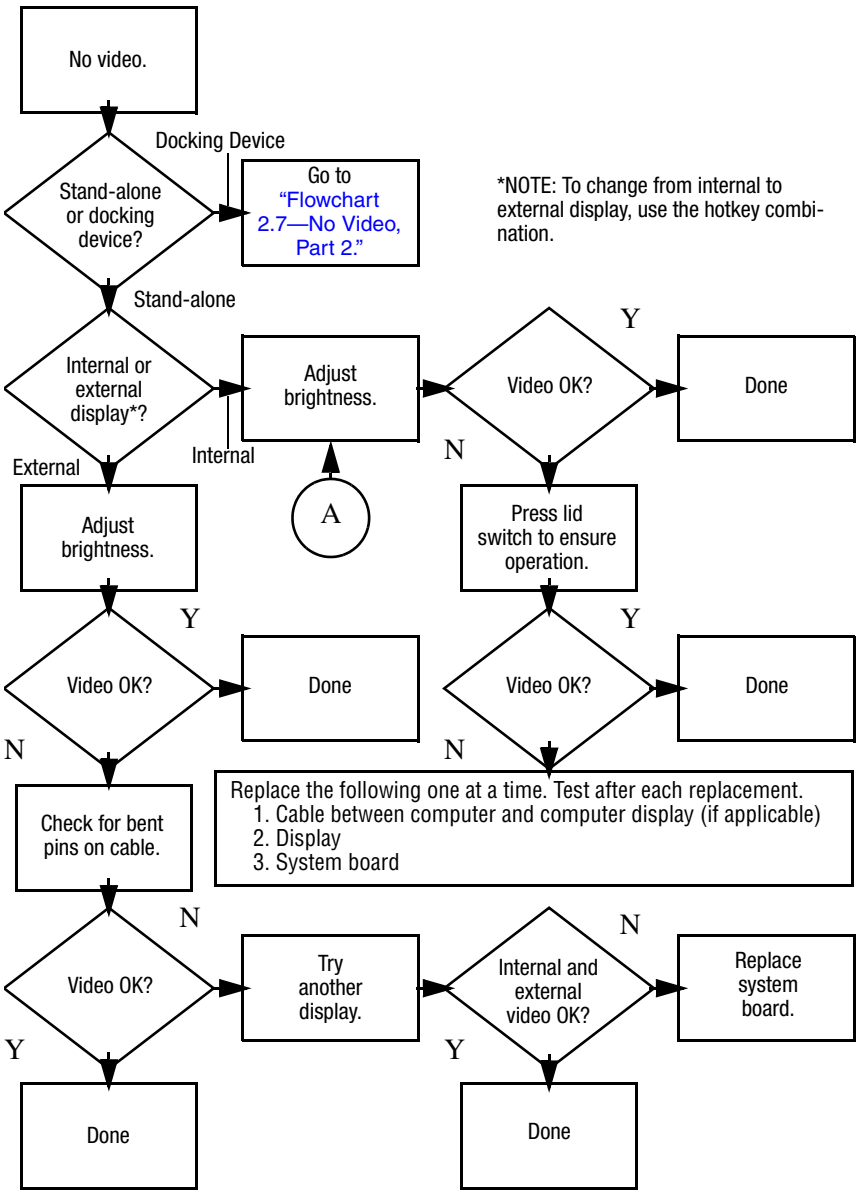 No video.
Docking Device
Stand-alone
or docking
device?
Go to
“Flowchart
2.7—No Video,
Part 2.”
*NOTE: To change from internal to
external display, use the hotkey combi-
nation.
Stand-alone
Internal or
external
display*?
Internal
External
Adjust
brightness.
A
Video OK?
Y
Done
N
Press lid
switch to ensure
operation.
Adjust
brightness.
Video OK?
Y
Done
N
Video OK?
Y
Done
N
Replace the following one at a time. Test after each replacement.
1. Cable between computer and computer display (if applicable)
2. Display
3. System board
Check for bent
pins on cable.
Video OK?
N
Try
another
display.
Internal and
external
video OK?
N
Replace
system
board.
Y
Done
Y
Done